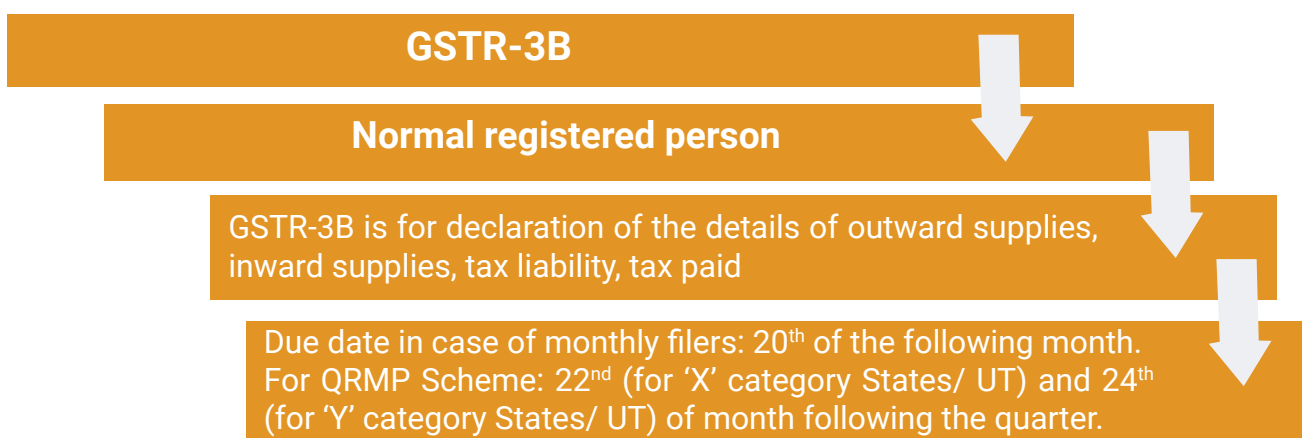 GSTR-3B
Normal registered person
GSTR-3B is for declaration of the details of outward supplies,
inward supplies, tax liability, tax paid
Due date in case of monthly filers: 20th of the following month.
For QRMP Scheme: 22nd (for ‘X’ category States/ UT) and 24th
(for ‘Y’ category States/ UT) of month following the quarter.